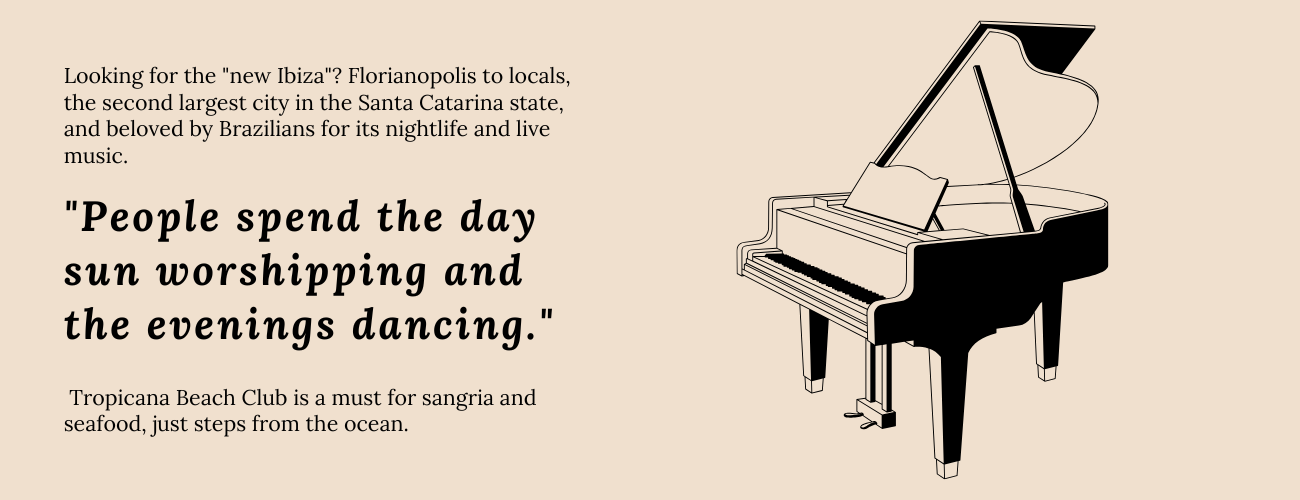 Looking for the "new Ibiza"? Florianopolis to locals,
the second largest city in the Santa Catarina state,
and beloved by Brazilians for its nightlife and live
music.
"People spend the day
sun worshipping and
the evenings dancing."
Tropicana Beach Club is a must for sangria and
seafood, just steps from the ocean.